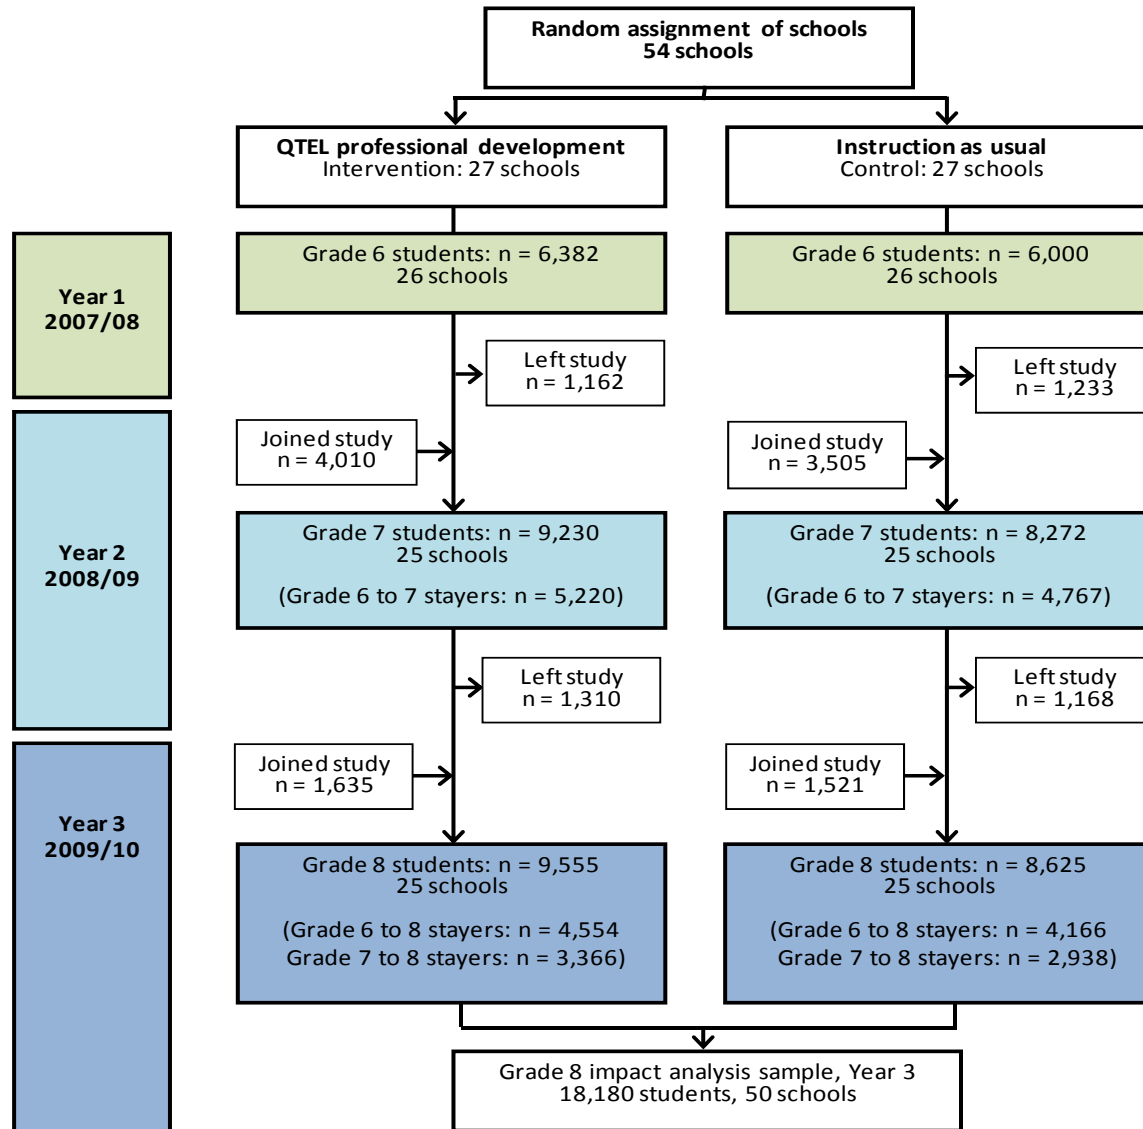 Random assignment of schools
54 schools
QTEL professional development
Intervention: 27 schools
Instruction as usual
Control: 27 schools
Year 1
2007/08
Grade 6 students: n = 6,382
26 schools
Grade 6 students: n = 6,000
26 schools
Left study
n = 1,162
Left study
n = 1,233
Joined study
n = 4,010
Joined study
n = 3,505
Year 2
2008/09
Grade 7 students: n = 9,230
25 schools
(Grade 6 to 7 stayers: n = 5,220)
Grade 7 students: n = 8,272
25 schools
(Grade 6 to 7 stayers: n = 4,767)
Left study
n = 1,310
Left study
n = 1,168
Joined study
n = 1,635
Joined study
n = 1,521
Year 3
2009/10
Grade 8 students: n = 9,555
25 schools
(Grade 6 to 8 stayers: n = 4,554
Grade 7 to 8 stayers: n = 3,366)
Grade 8 students: n = 8,625
25 schools
(Grade 6 to 8 stayers: n = 4,166
Grade 7 to 8 stayers: n = 2,938)
Grade 8 impact analysis sample, Year 3
18,180 students, 50 schools